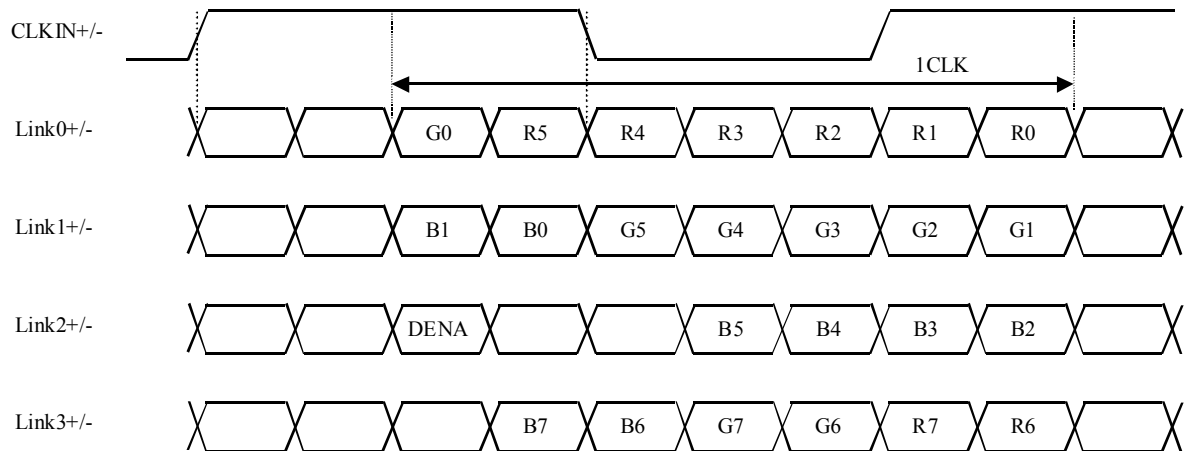 CLKIN+/-
1CLK
Link0+/- G0 R5 R4 R3 R2 R1 R0
Link1+/- B1 B0 G5 G4 G3 G2 G1
Link2+/- DENA B5 B4 B3 B2
Link3+/- B7 B6 G7 G6 R7 R6